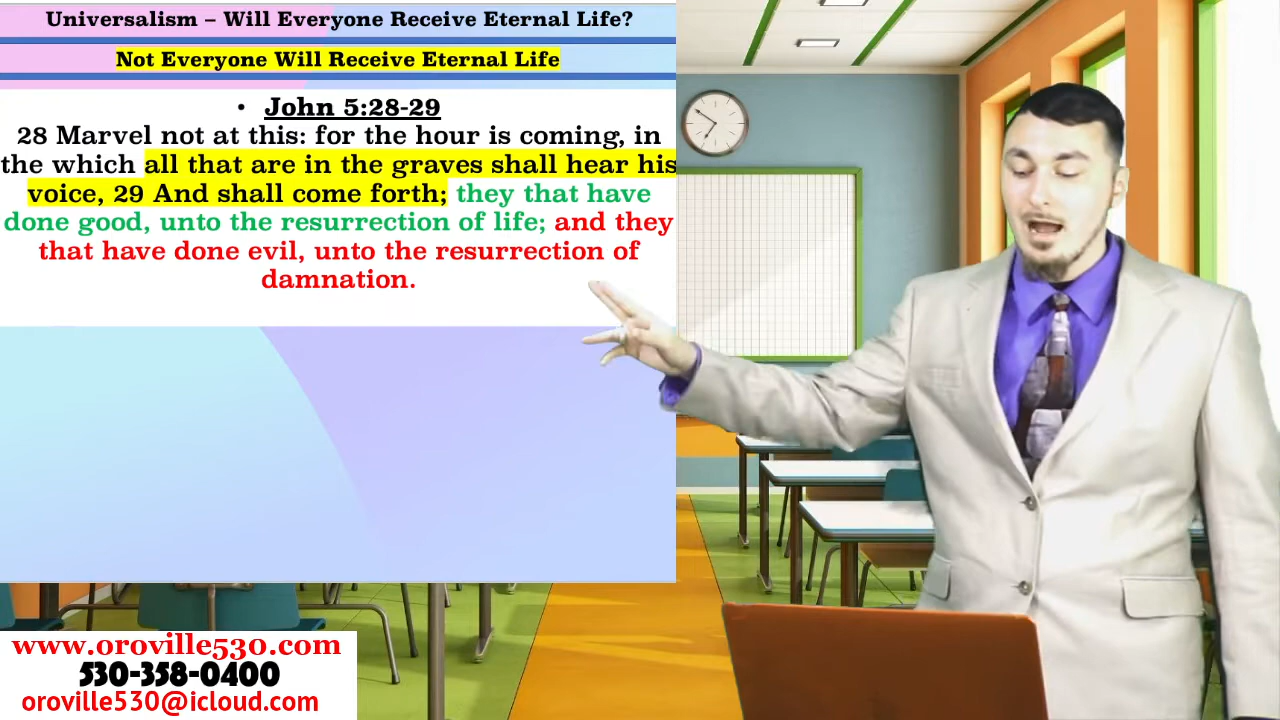 Universalism – Will Everyone Receive Eternal Life?
Not Everyone Will Receive Eternal Life
• John 5:28-29
28 Marvel not at this: for the hour is coming, in
the which all that are in the graves shall hear his
voice, 29 And shall come forth; they that have
done good, unto the resurrection of life; and they
that have done evil, unto the resurrection of
damnation.
www.oroville530.com
530-358-0400
oroville530@icloud.com